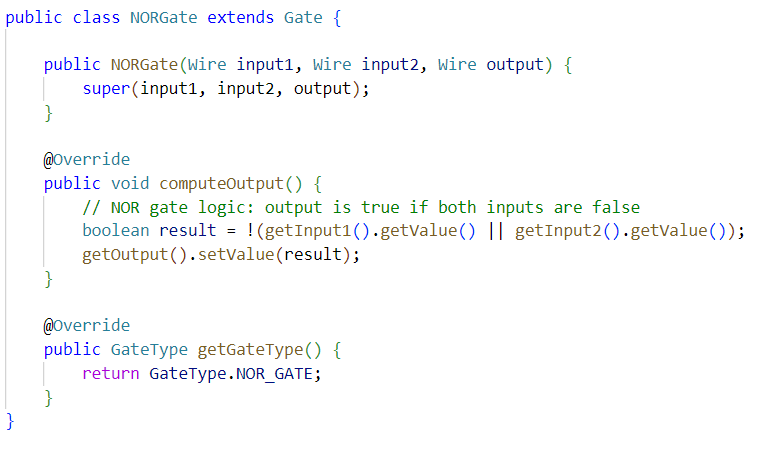 public class NORGate extends Gate {
public NORGate(Wire input1, Wire input2, Wire output) {
super(input1, input2, output);
}
@Override
public void computeOutput() {
// NOR gate logic: output is true if both inputs are false
boolean result = !(getInput1().getValue() || getInput2().getValue());
getOutput().setValue(result);
}
@Override
public GateType getGateType() {
return GateType.NOR_GATE;
}
}